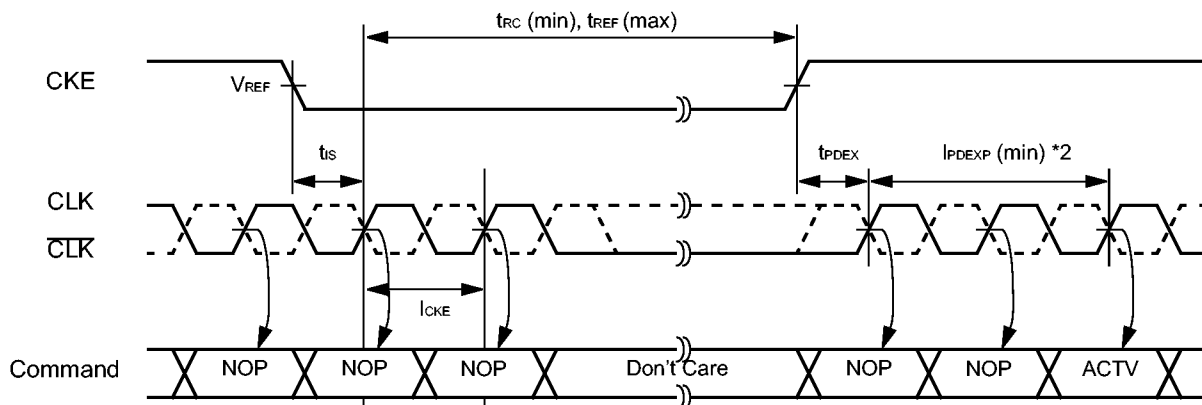 tRC (min), tREF (max)
CKE
VREF
tIS
tPDEX
lPDEXP (min) *2
CLK
CLK
lCKE
Command
NOP
NOP
NOP
Don't Care
NOP
NOP
ACTV